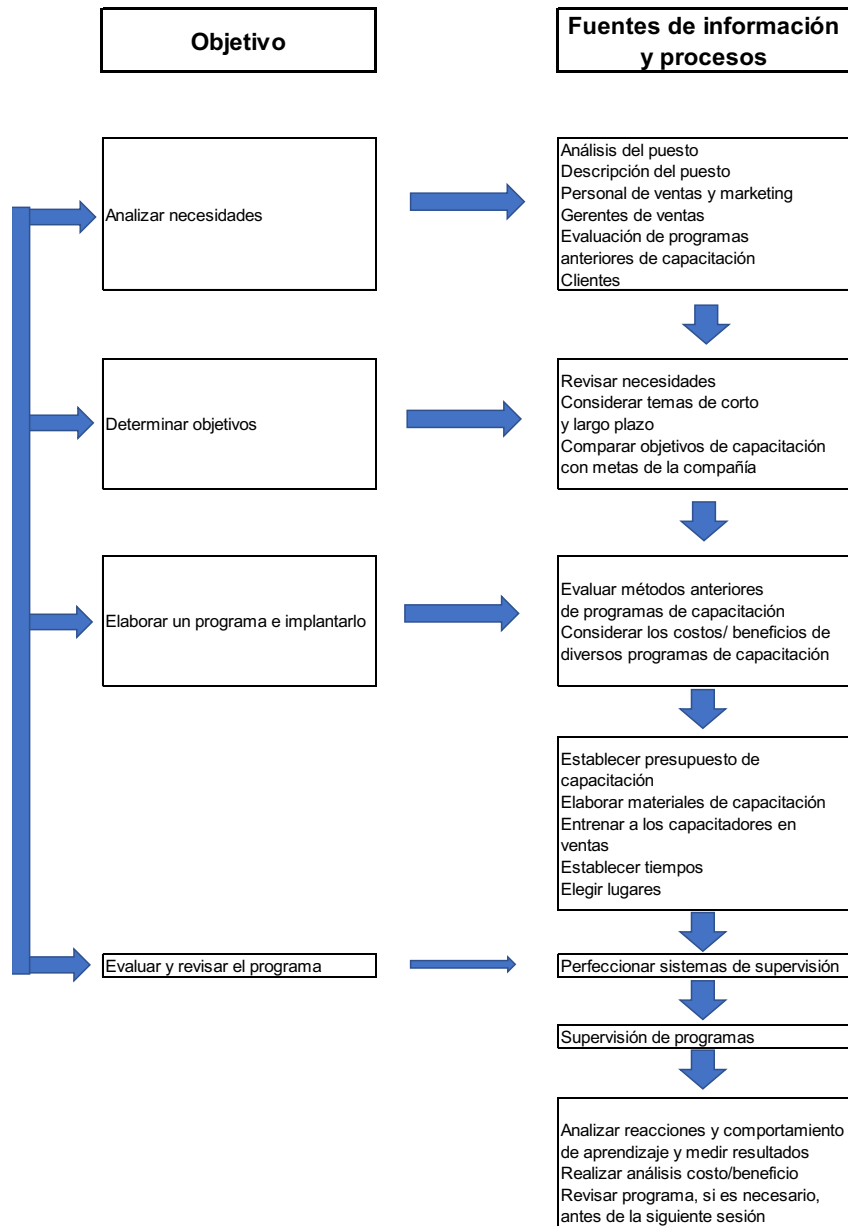 Objetivo
Fuentes de información
y procesos
Analizar necesidades
Análisis del puesto
Descripción del puesto
Personal de ventas y marketing
Gerentes de ventas
Evaluación de programas
anteriores de capacitación
Clientes
Determinar objetivos
Revisar necesidades
Considerar temas de corto
y largo plazo
Comparar objetivos de capacitación
con metas de la compañía
Elaborar un programa e implantarlo
Evaluar métodos anteriores
de programas de capacitación
Considerar los costos/ beneficios de
diversos programas de capacitación
Establecer presupuesto de
capacitación
Elaborar materiales de capacitación
Entrenar a los capacitadores en
ventas
Establecer tiempos
Elegir lugares
Evaluar y revisar el programa
Perfeccionar sistemas de supervisión
Supervisión de programas
Analizar reacciones y comportamiento
de aprendizaje y medir resultados
Realizar análisis costo/beneficio
Revisar programa, si es necesario,
antes de la siguiente sesión